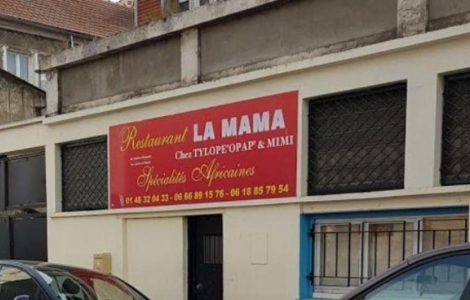 Restaurant LA MAMA
Chez TYLOPE'OPAP' & MIMI
Spécialités Africaines
01 48 32 04 33 - 06 66 89 15 76 - 06 18 85 79 54